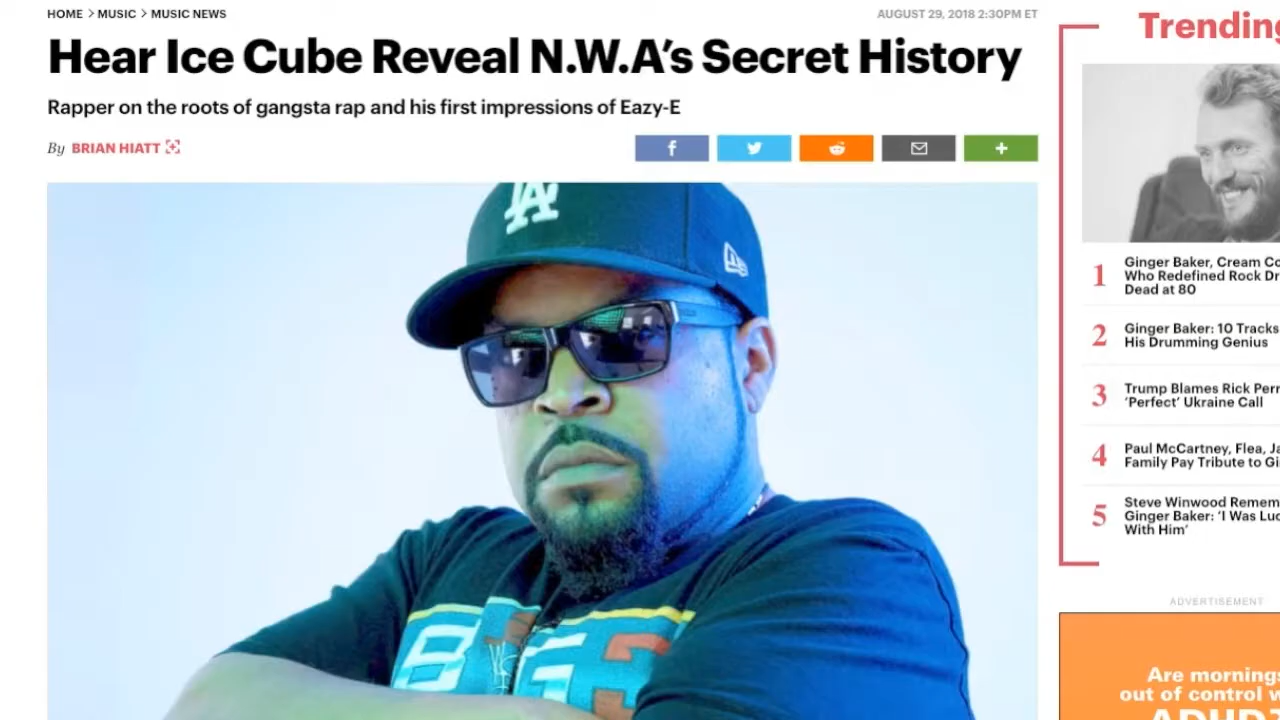 HOME > MUSIC > MUSIC NEWS
AUGUST 29, 2018 2:30PM ET
Hear Ice Cube Reveal N.W.A's Secret History
Rapper on the roots of gangsta rap and his first impressions of Eazy-E
By BRIAN HIATT
LA
Trending
1
Ginger Baker, Cream Co
Who Redefined Rock Dr
Dead at 80
2
Ginger Baker: 10 Tracks
His Drumming Genius
3
Trump Blames Rick Perr
‘Perfect’ Ukraine Call
4
Paul McCartney, Flea, Ja
Family Pay Tribute to Gi
5
Steve Winwood Remem
Ginger Baker: ‘I Was Luc
With Him’
ADVERTISEMENT
Are mornings
out of control w